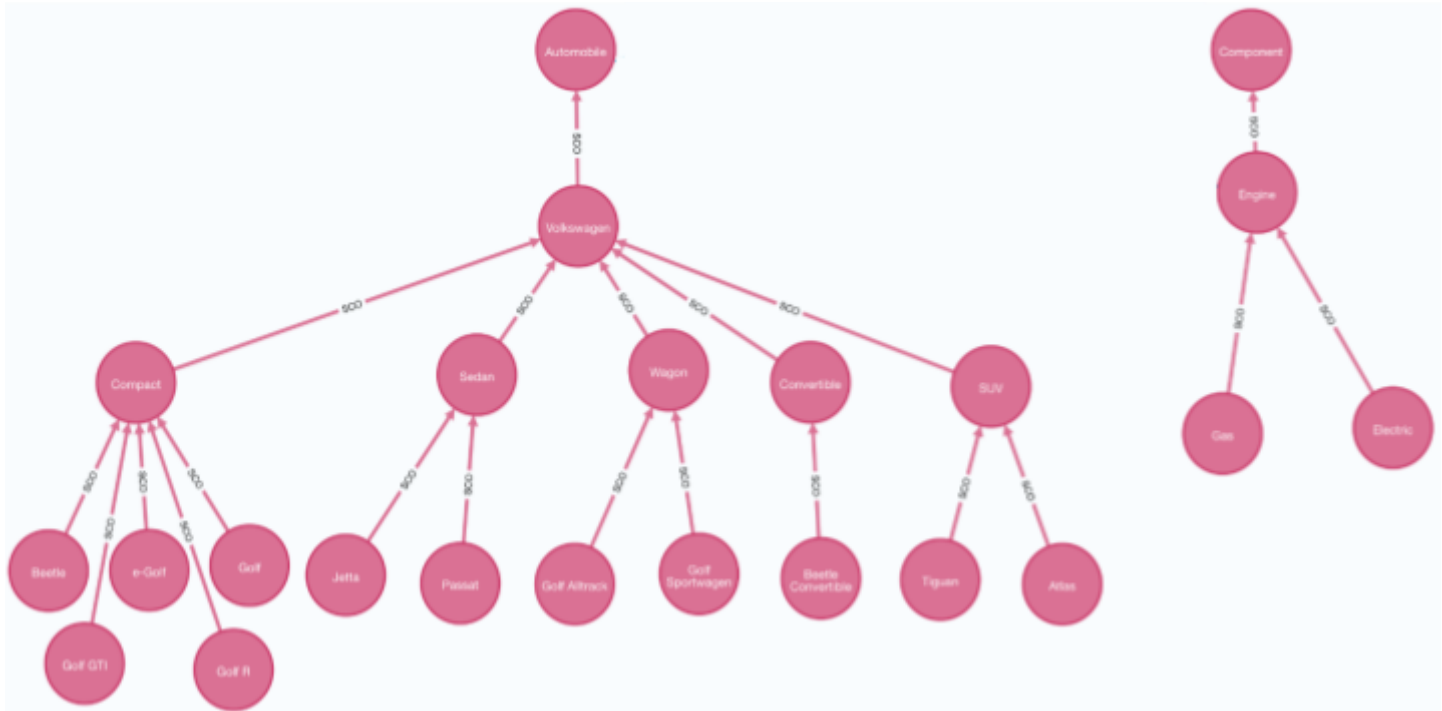 Automobile
Component
SCO
SCO
Engine
Volkswagen
SCO
SCO
SCO
SCO
SCO
SCO
SCO
Compact
Sedan
Wagon
Convertible
SUV
Gas
Electric
SCO
SCO
SCO
SCO
SCO
SCO
SCO
SCO
SCO
SCO
SCO
SCO
Beetle
e-Golf
Golf
Jetta
Passat
Golf Alltrack
Golf
Sportwagen
Beetle
Convertible
Tiguan
Atlas
Golf GTI
Golf R